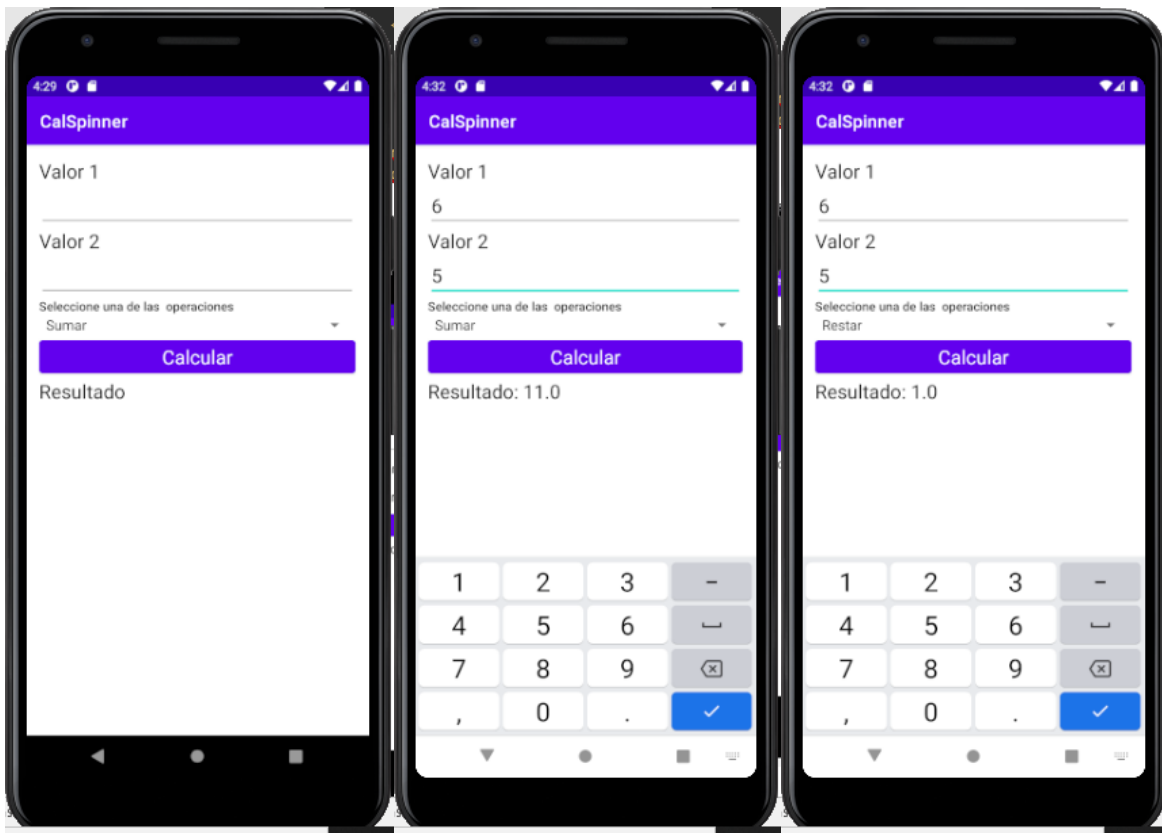 4:29
CalSpinner
Valor 1
Valor 2
Seleccione una de las operaciones
Sumar
Calcular
Resultado
4:32
CalSpinner
Valor 1
6
Valor 2
5
Seleccione una de las operaciones
Sumar
Calcular
Resultado: 11.0
1 2 3 -
4 5 6
7 8 9
, 0 .
4:32
CalSpinner
Valor 1
6
Valor 2
5
Seleccione una de las operaciones
Restar
Calcular
Resultado: 1.0
1 2 3 -
4 5 6
7 8 9
, 0 .